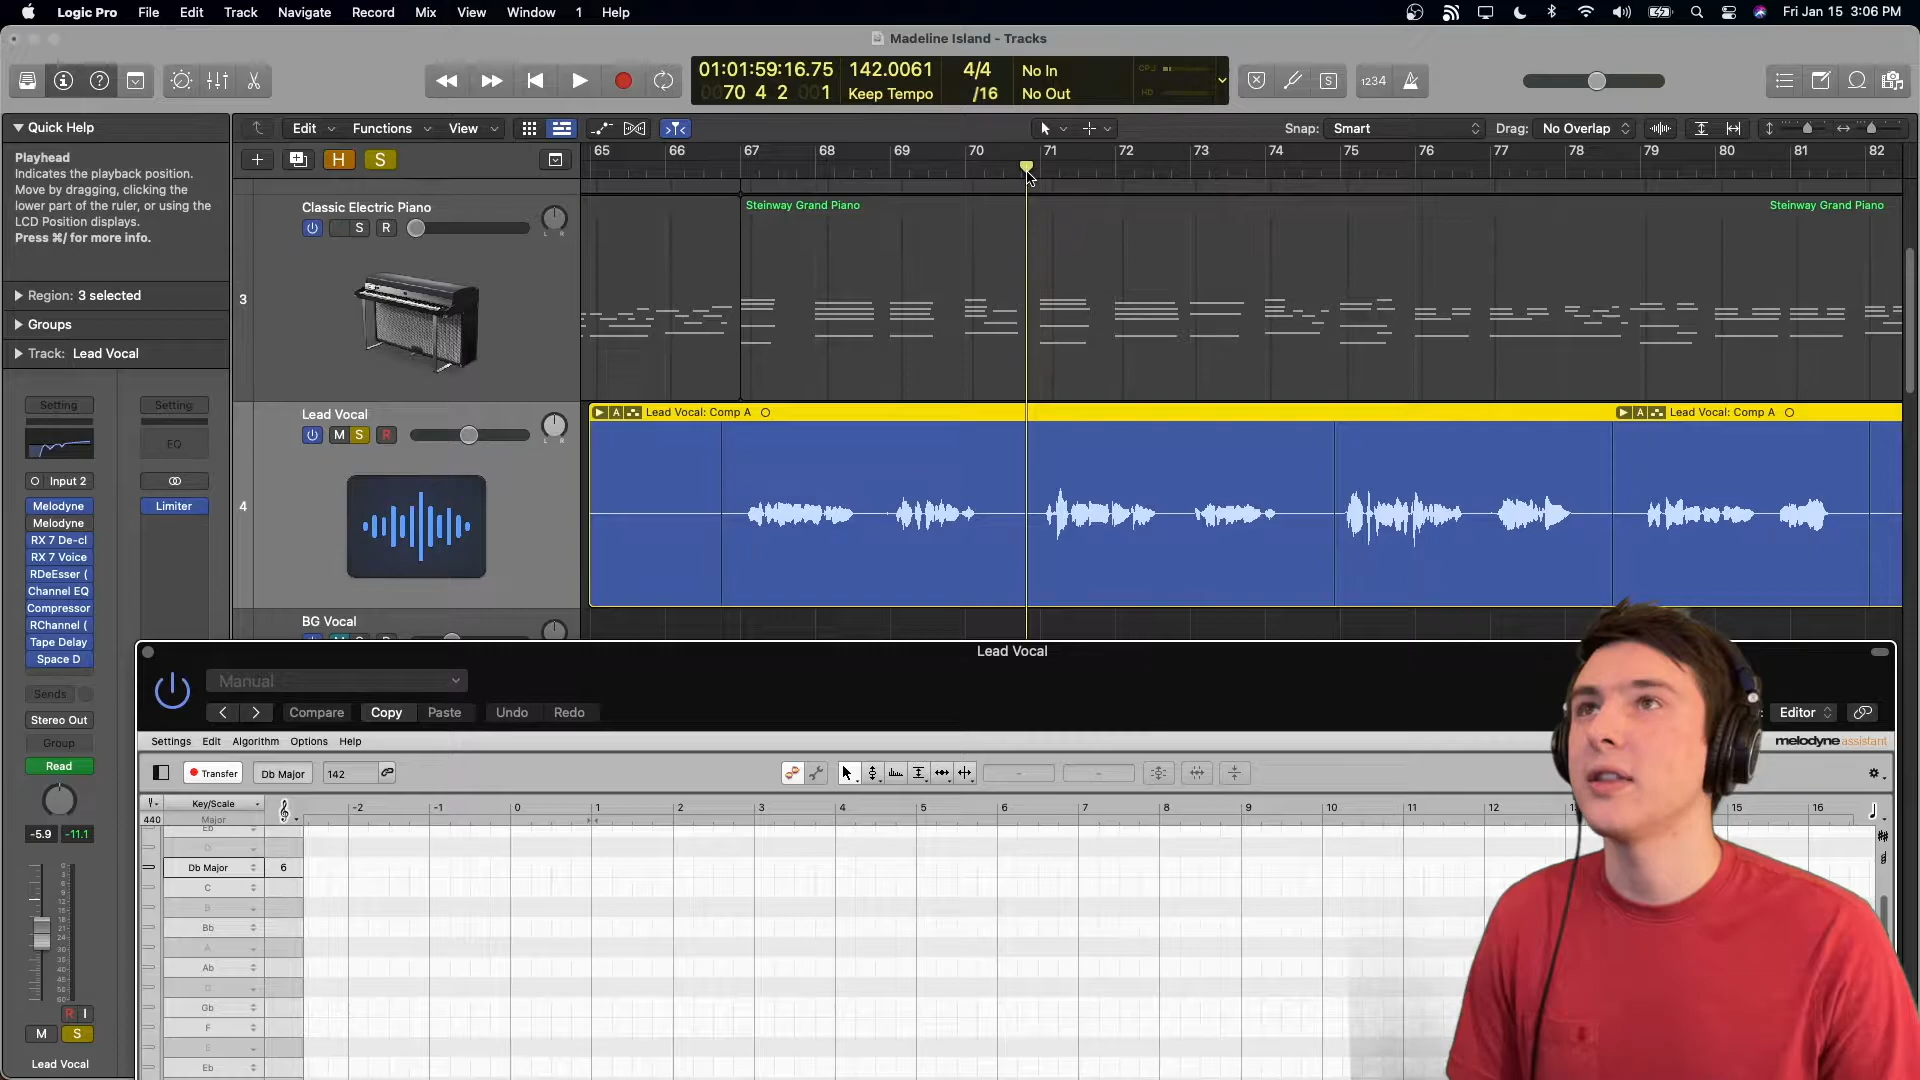 Logic Pro File Edit Track Navigate Record Mix View Window 1 Help Fri Jan 15 3:06 PM
Madeline Island - Tracks
01:01:59:16.75 142.0061 4/4 No In
70 4 2 001 Keep Tempo /16 No Out
CPU
HD
S 1234
Quick Help
Edit Functions View Snap: Smart Drag: No Overlap
Playhead
Indicates the playback position.
Move by dragging, clicking the
lower part of the ruler, or using the
LCD Position displays.
Press ⌘/ for more info.
H S
65 66 67 68 69 70 71 72 73 74 75 76 77 78 79 80 81 82
Region: 3 selected
Groups
Track: Lead Vocal
3
Classic Electric Piano
S R
L R
Steinway Grand Piano
Steinway Grand Piano
4
Lead Vocal
M S R
L R
A Lead Vocal: Comp A
A Lead Vocal: Comp A
BG Vocal
Setting Setting
EQ
Input 2
Melodyne Limiter
Melodyne
RX 7 De-cl
RX 7 Voice
RDeEsser (
Channel EQ
Compressor
RChannel (
Tape Delay
Space D
Sends
Stereo Out
Group
Read
-5.9 -11.1
R I
M S
Lead Vocal
Lead Vocal
Manual
Compare Copy Paste Undo Redo
Editor
Settings Edit Algorithm Options Help
melodyne assistant
Transfer Db Major 142
- -
Key/Scale
440 Major
-2 -1 0 1 2 3 4 5 6 7 8 9 10 11 12 15 16
Eb
D
Db Major 6
C
B
Bb
A
Ab
G
Gb
F
E
Eb